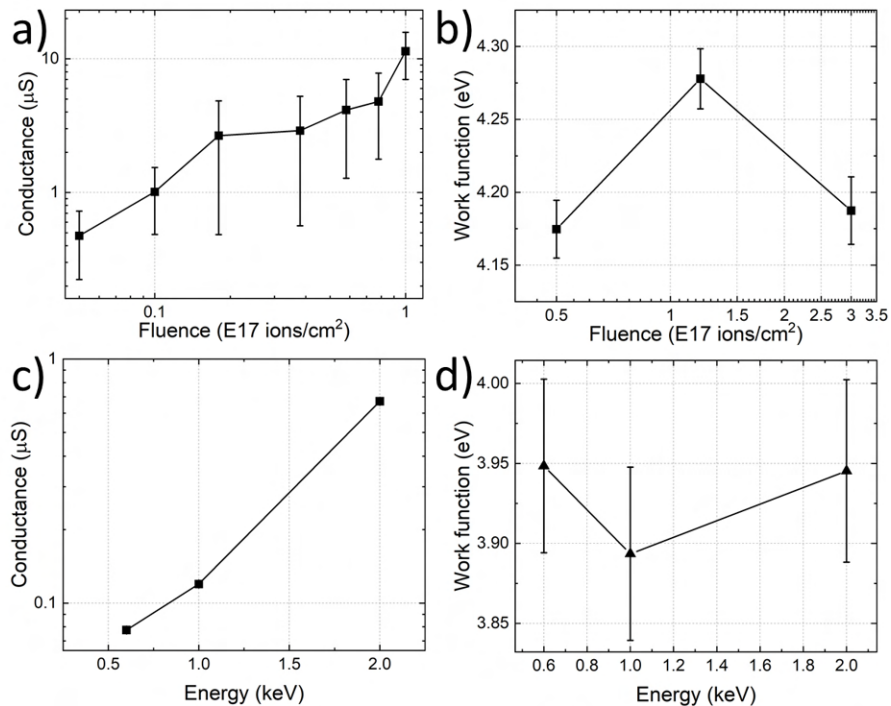 a)
Conductance (μS)
10
1
0.1
1
Fluence (E17 ions/cm²)
b)
Work function (eV)
4.30
4.25
4.20
4.15
0.5
1
1.5
2
2.5
3
3.5
Fluence (E17 ions/cm²)
c)
Conductance (μS)
1
0.1
0.5
1.0
1.5
2.0
Energy (keV)
d)
Work function (eV)
4.00
3.95
3.90
3.85
0.6
0.8
1.0
1.2
1.4
1.6
1.8
2.0
Energy (keV)